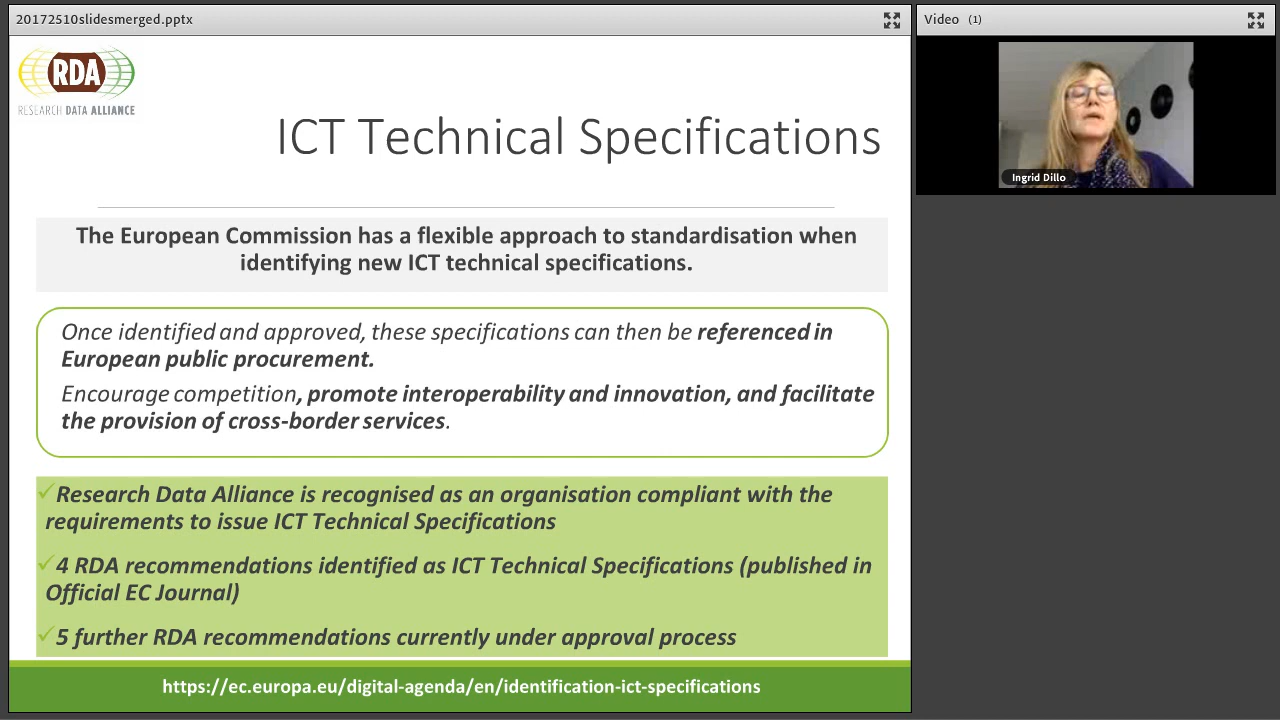 20172510slidesmerged.pptx
Video (1)
RDA
RESEARCH DATA ALLIANCE
ICT Technical Specifications
Ingrid Dillo
The European Commission has a flexible approach to standardisation when
identifying new ICT technical specifications.
Once identified and approved, these specifications can then be referenced in
European public procurement.
Encourage competition, promote interoperability and innovation, and facilitate
the provision of cross-border services.
✓Research Data Alliance is recognised as an organisation compliant with the
requirements to issue ICT Technical Specifications
✓4 RDA recommendations identified as ICT Technical Specifications (published in
Official EC Journal)
✓5 further RDA recommendations currently under approval process
https://ec.europa.eu/digital-agenda/en/identification-ict-specifications